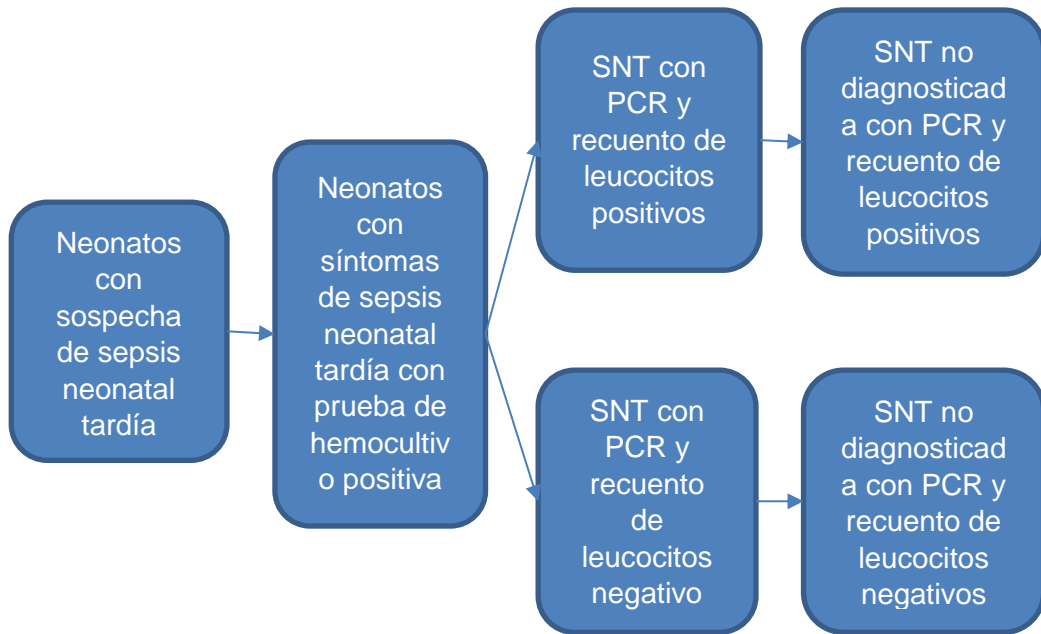 Neonatos
con
sospecha
de sepsis
neonatal
tardía
Neonatos
con
síntomas
de sepsis
neonatal
tardía con
prueba de
hemocultiv
o positiva
SNT con
PCR y
recuento de
leucocitos
positivos
SNT no
diagnosticad
a con PCR y
recuento de
leucocitos
positivos
SNT con
PCR y
recuento
de
leucocitos
negativo
SNT no
diagnosticad
a con PCR y
recuento de
leucocitos
negativos